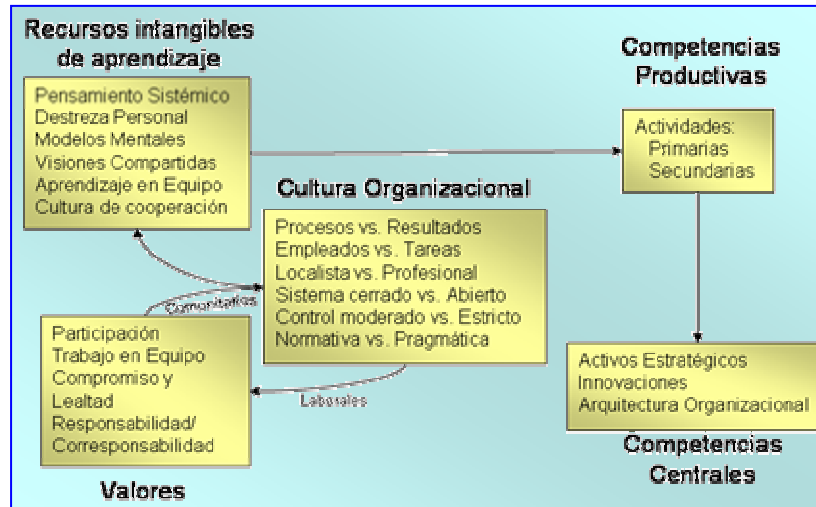 Recursos intangibles
de aprendizaje
Pensamiento Sistémico
Destreza Personal
Modelos Mentales
Visiones Compartidas
Aprendizaje en Equipo
Cultura de cooperación
Competencias
Productivas
Actividades:
Primarias
Secundarias
Cultura Organizacional
Procesos vs. Resultados
Empleados vs. Tareas
Localista vs. Profesional
Sistema cerrado vs. Abierto
Control moderado vs. Estricto
Normativa vs. Pragmática
Comunitarios
Participación
Trabajo en Equipo
Compromiso y
Lealtad
Responsabilidad/
Corresponsabilidad
Laborales
Valores
Activos Estratégicos
Innovaciones
Arquitectura Organizacional
Competencias
Centrales